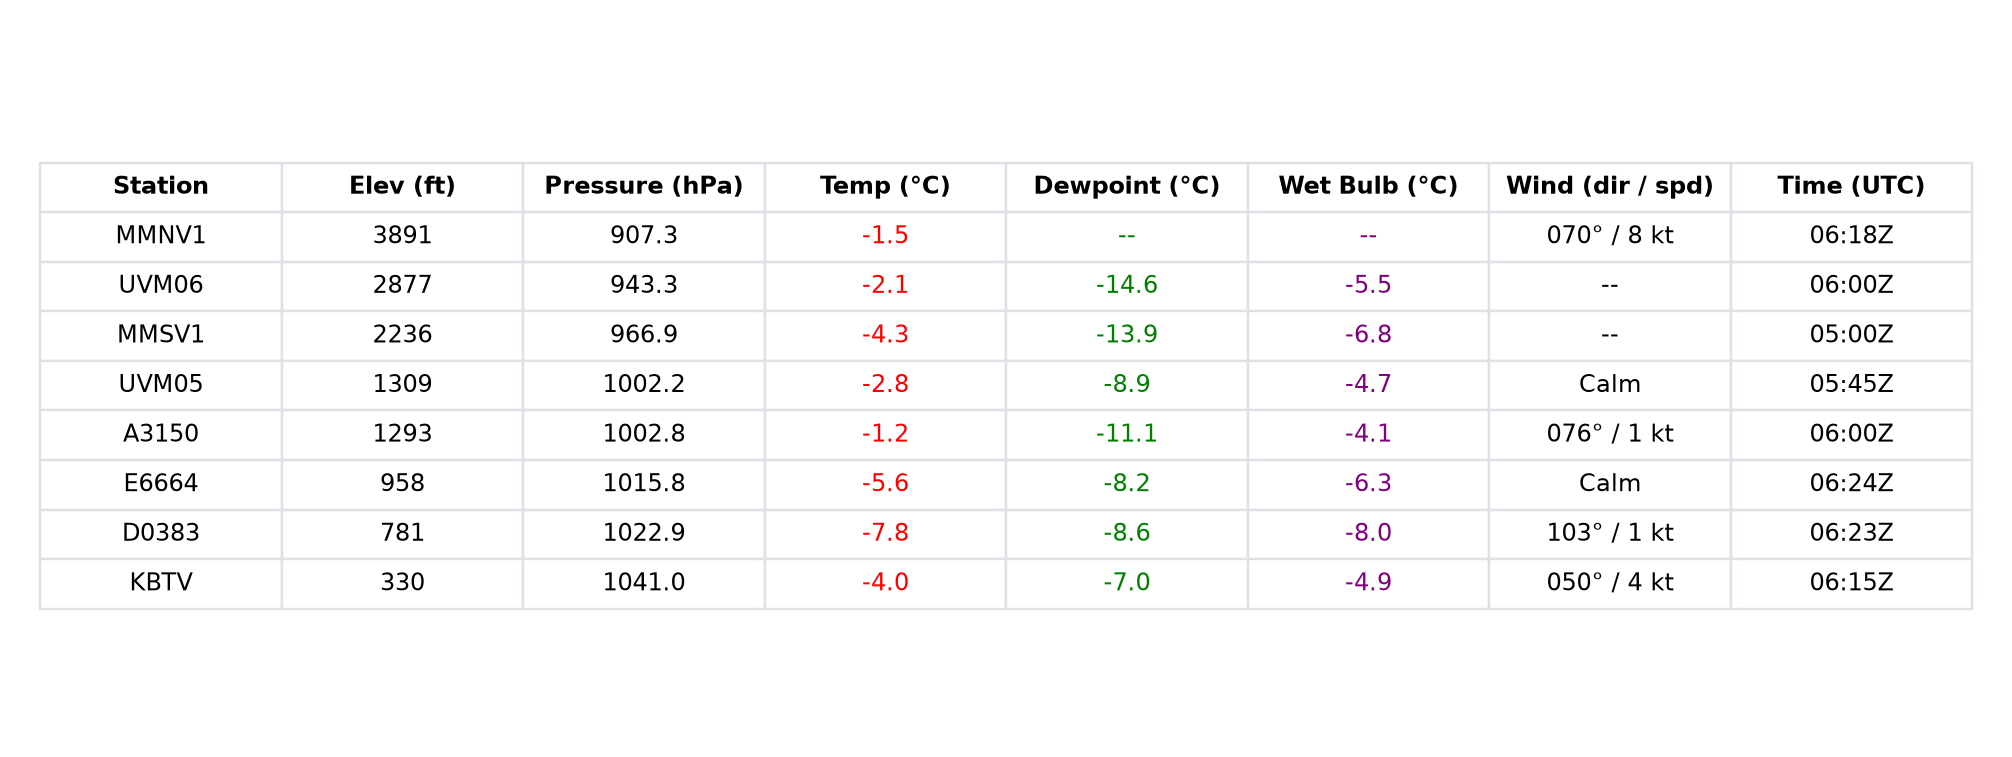 Station Elev (ft) Pressure (hPa) Temp (°C) Dewpoint (°C) Wet Bulb (°C) Wind (dir / spd) Time (UTC)
MMNV1 3891 907.3 -1.5 -- -- 070° / 8 kt 06:18Z
UVM06 2877 943.3 -2.1 -14.6 -5.5 -- 06:00Z
MMSV1 2236 966.9 -4.3 -13.9 -6.8 -- 05:00Z
UVM05 1309 1002.2 -2.8 -8.9 -4.7 Calm 05:45Z
A3150 1293 1002.8 -1.2 -11.1 -4.1 076° / 1 kt 06:00Z
E6664 958 1015.8 -5.6 -8.2 -6.3 Calm 06:24Z
D0383 781 1022.9 -7.8 -8.6 -8.0 103° / 1 kt 06:23Z
KBTV 330 1041.0 -4.0 -7.0 -4.9 050° / 4 kt 06:15Z